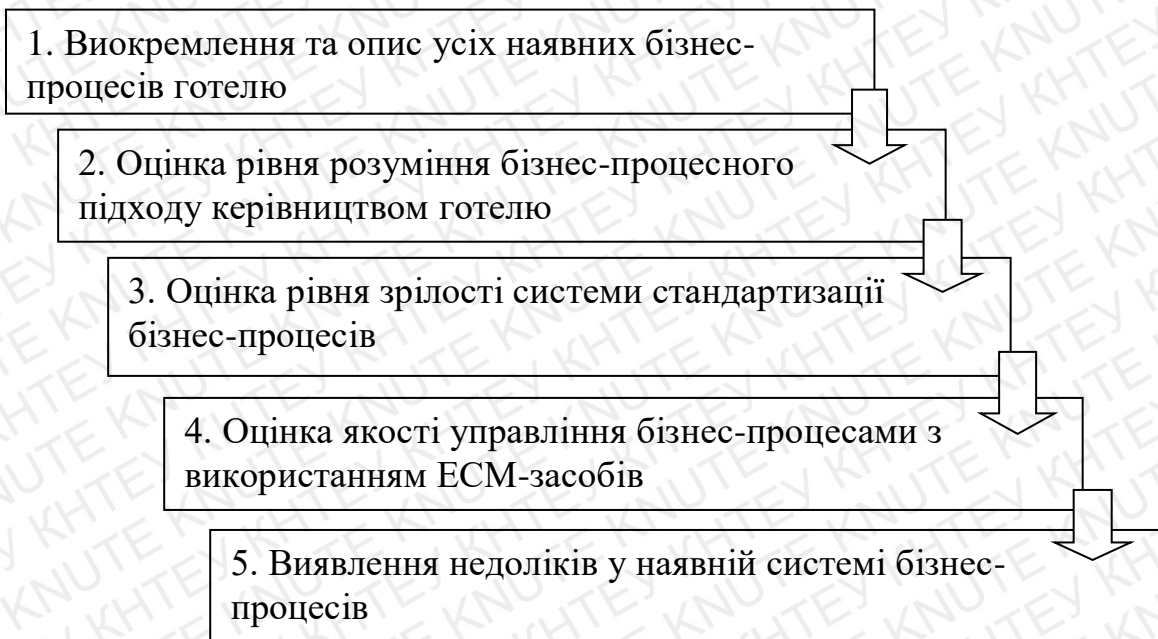 1. Виокремлення та опис усіх наявних бізнес-
процесів готелю
2. Оцінка рівня розуміння бізнес-процесного
підходу керівництвом готелю
3. Оцінка рівня зрілості системи стандартизації
бізнес-процесів
4. Оцінка якості управління бізнес-процесами з
використанням ЕСМ-засобів
5. Виявлення недоліків у наявній системі бізнес-
процесів